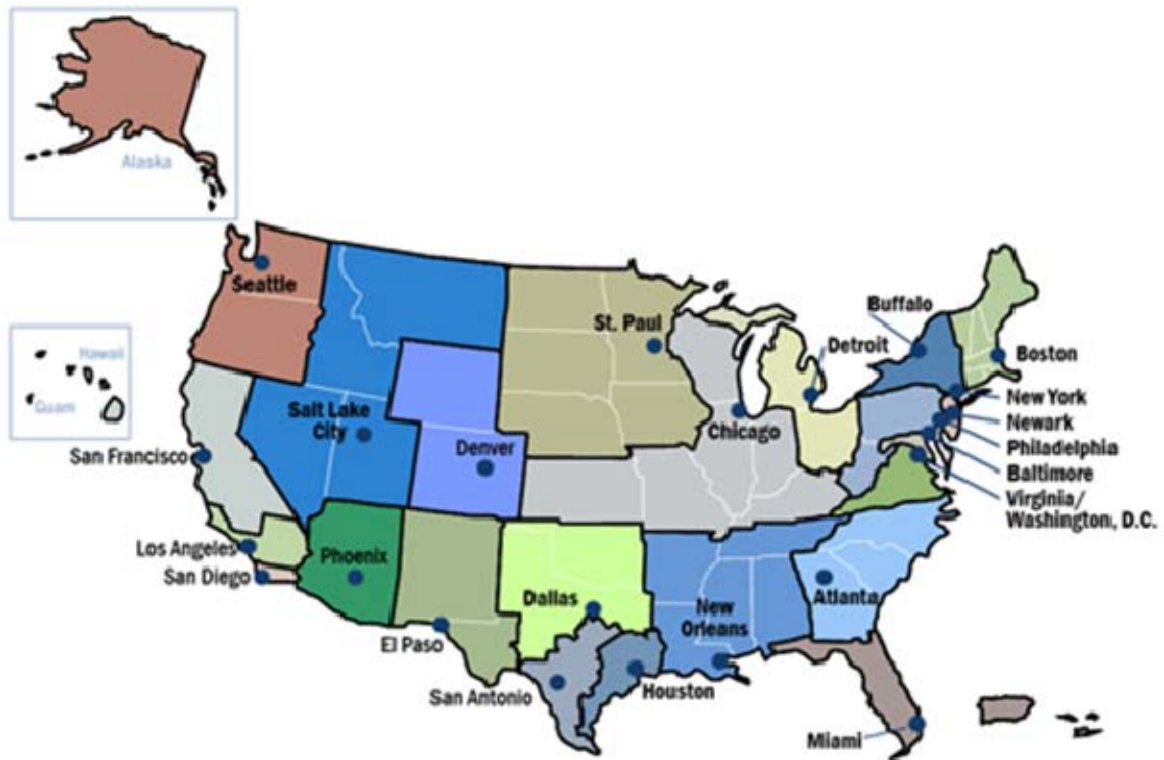 Alaska
Seattle
Hawaii
Guam
St. Paul
Buffalo
Detroit
Boston
New York
Newark
Philadelphia
Baltimore
Virginia/
Washington, D.C.
Salt Lake
City
Denver
Chicago
San Francisco
Los Angeles
San Diego
Phoenix
El Paso
Dallas
New
Orleans
Atlanta
San Antonio
Houston
Miami